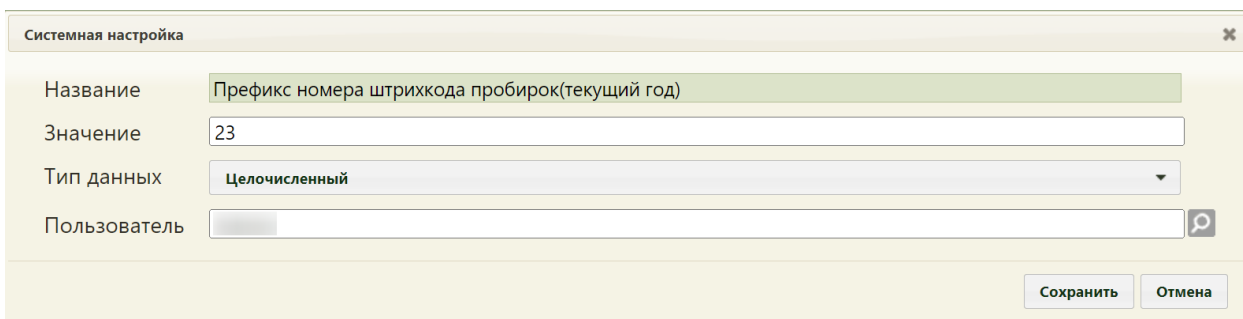 Системная настройка
Название Префикс номера штрихкода пробирок(текущий год)
Значение 23
Тип данных Целочисленный
Пользователь
Сохранить Отмена